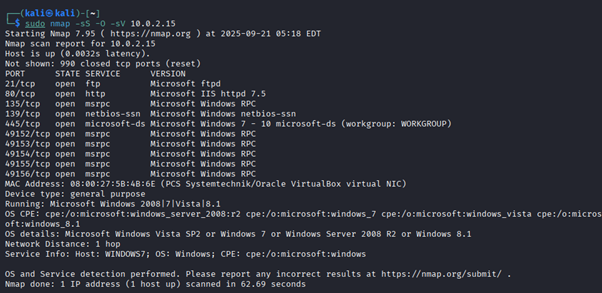 ┌──(kali㉿kali)-[~]
└─$ sudo nmap -sS -O -sV 10.0.2.15
Starting Nmap 7.95 ( https://nmap.org ) at 2025-09-21 05:18 EDT
Nmap scan report for 10.0.2.15
Host is up (0.0032s latency).
Not shown: 990 closed tcp ports (reset)
PORT      STATE SERVICE      VERSION
21/tcp    open  ftp          Microsoft ftpd
80/tcp    open  http         Microsoft IIS httpd 7.5
135/tcp   open  msrpc        Microsoft Windows RPC
139/tcp   open  netbios-ssn  Microsoft Windows netbios-ssn
445/tcp   open  microsoft-ds Microsoft Windows 7 - 10 microsoft-ds (workgroup: WORKGROUP)
49152/tcp open  msrpc        Microsoft Windows RPC
49153/tcp open  msrpc        Microsoft Windows RPC
49154/tcp open  msrpc        Microsoft Windows RPC
49155/tcp open  msrpc        Microsoft Windows RPC
49156/tcp open  msrpc        Microsoft Windows RPC
MAC Address: 08:00:27:5B:4B:6E (PCS Systemtechnik/Oracle VirtualBox virtual NIC)
Device type: general purpose
Running: Microsoft Windows 2008|7|Vista|8.1
OS CPE: cpe:/o:microsoft:windows_server_2008:r2 cpe:/o:microsoft:windows_7 cpe:/o:microsoft:windows_vista cpe:/o:micros
oft:windows_8.1
OS details: Microsoft Windows Vista SP2 or Windows 7 or Windows Server 2008 R2 or Windows 8.1
Network Distance: 1 hop
Service Info: Host: WINDOWS7; OS: Windows; CPE: cpe:/o:microsoft:windows

OS and Service detection performed. Please report any incorrect results at https://nmap.org/submit/ .
Nmap done: 1 IP address (1 host up) scanned in 62.69 seconds